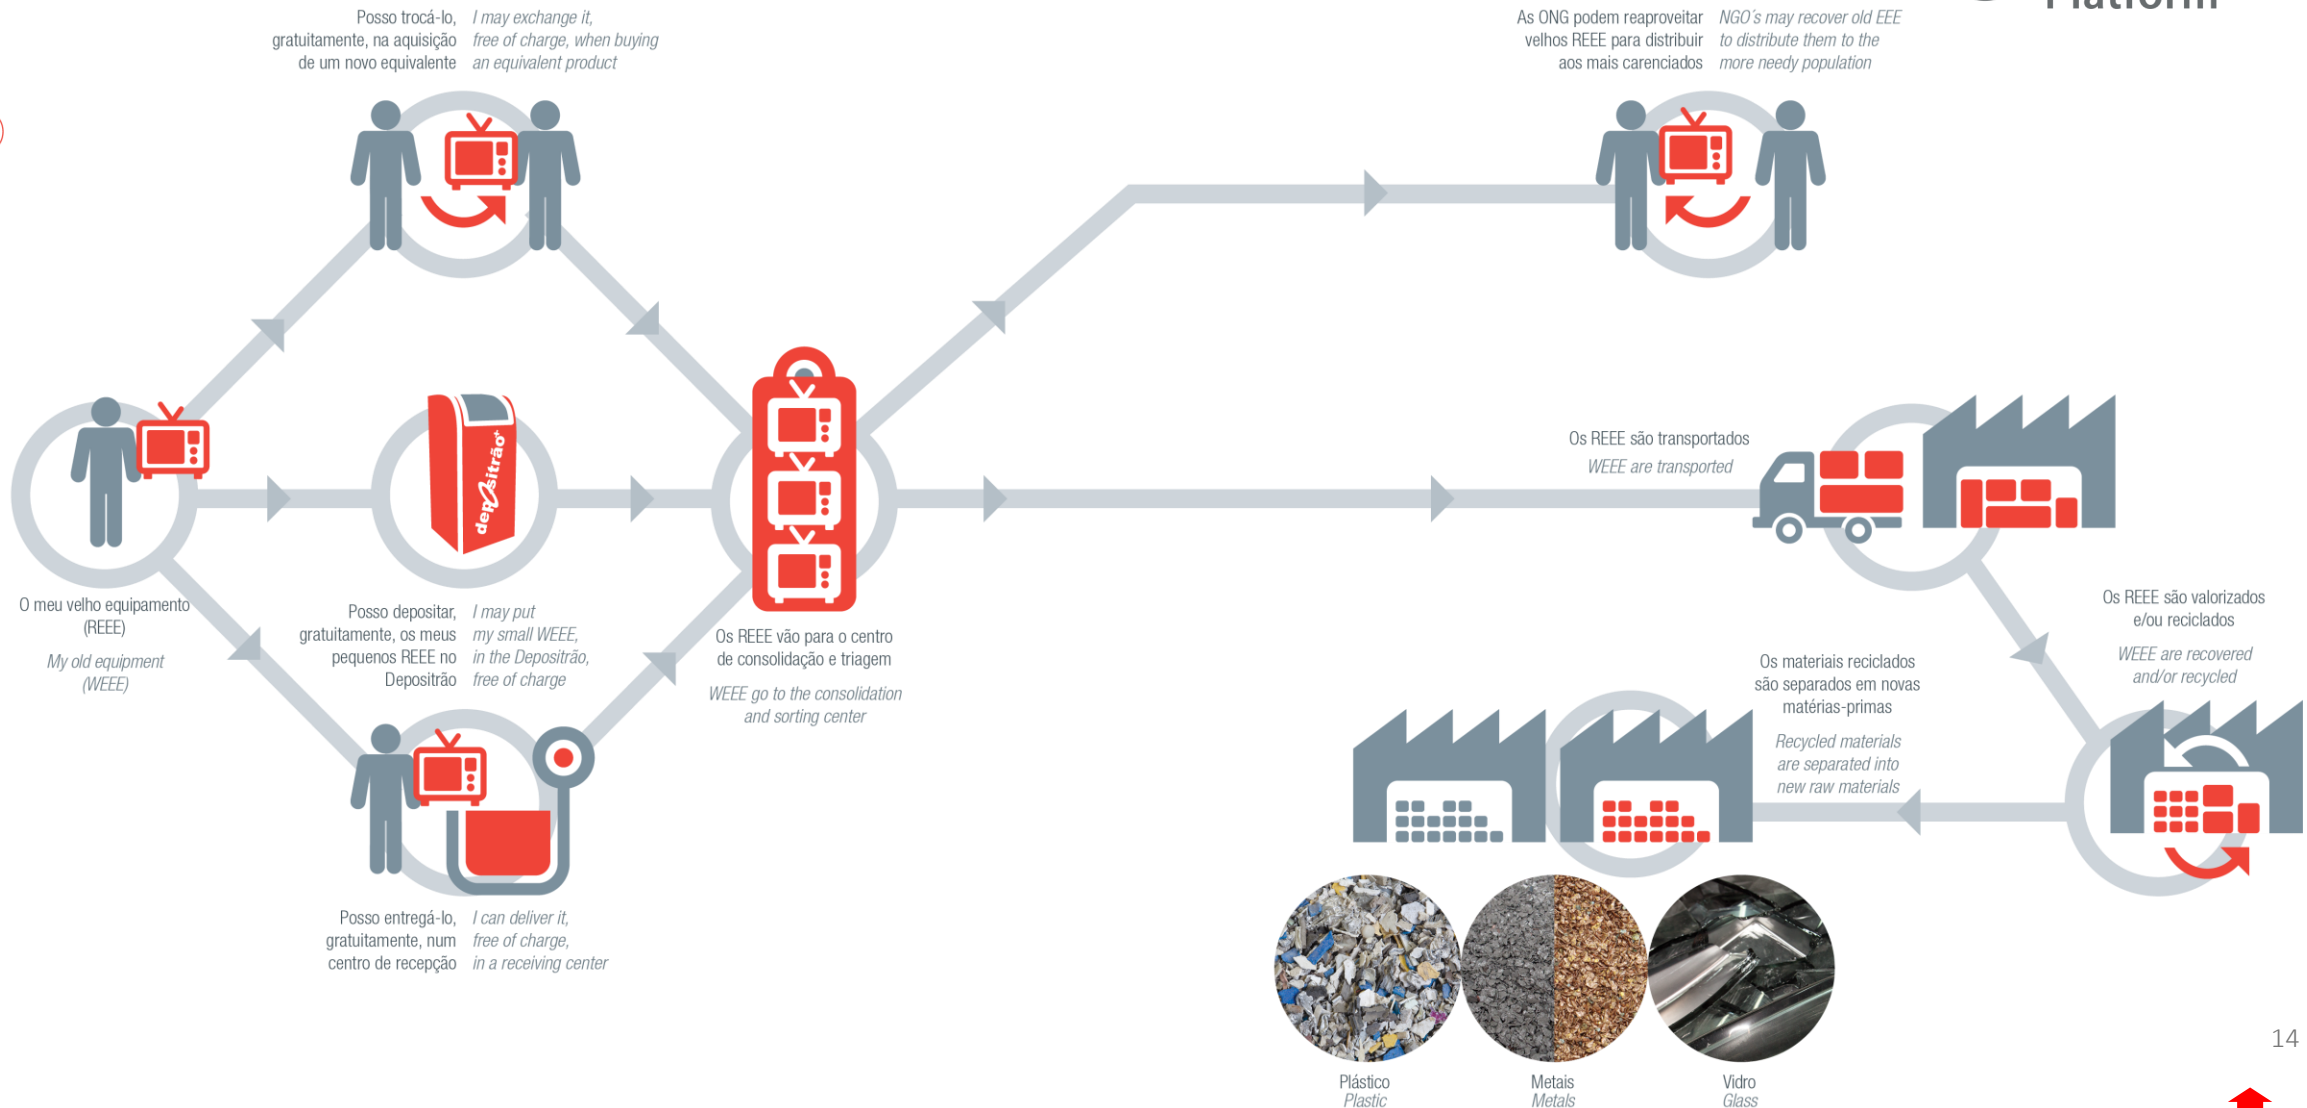 Platform
Posso trocá-lo,
gratuitamente, na aquisição
de um novo equivalente
I may exchange it,
free of charge, when buying
an equivalent product
As ONG podem reaproveitar
velhos REEE para distribuir
aos mais carenciados
NGO´s may recover old EEE
to distribute them to the
more needy population
depositrão+
O meu velho equipamento
(REEE)
My old equipment
(WEEE)
Posso depositar,
gratuitamente, os meus
pequenos REEE no
Depositrão
I may put
my small WEEE,
in the Depositrão,
free of charge
Os REEE vão para o centro
de consolidação e triagem
WEEE go to the consolidation
and sorting center
Os REEE são transportados
WEEE are transported
Os REEE são valorizados
e/ou reciclados
WEEE are recovered
and/or recycled
Os materiais reciclados
são separados em novas
matérias-primas
Recycled materials
are separated into
new raw materials
Posso entregá-lo,
gratuitamente, num
centro de recepção
I can deliver it,
free of charge,
in a receiving center
Plástico
Plastic
Metais
Metals
Vidro
Glass
14